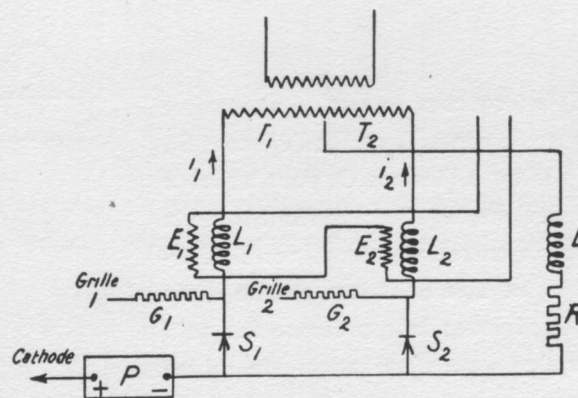 T₁ T₂
i₁ i₂
E₁ L₁ E₂ L₂ L
Grille 1 G₁ Grille 2 G₂ R
S₁ S₂
Cathode + P −